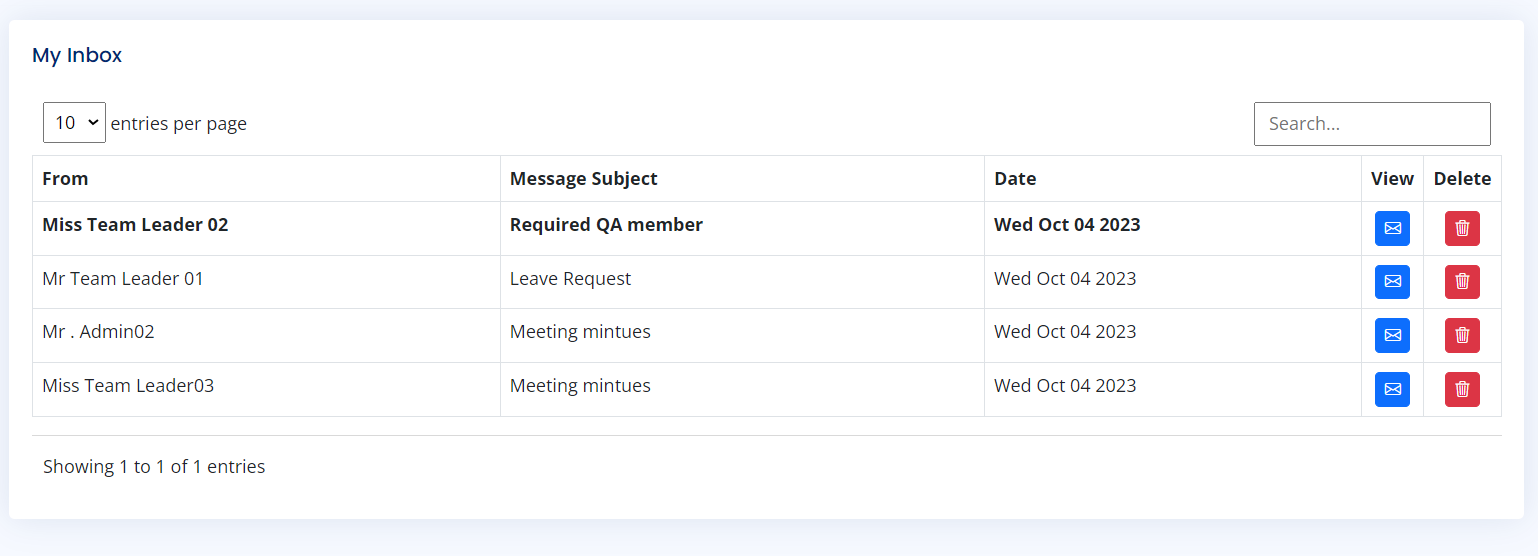 My Inbox
10 entries per page
Search...
From Message Subject Date View Delete
Miss Team Leader 02 Required QA member Wed Oct 04 2023
Mr Team Leader 01 Leave Request Wed Oct 04 2023
Mr . Admin02 Meeting mintues Wed Oct 04 2023
Miss Team Leader03 Meeting mintues Wed Oct 04 2023
Showing 1 to 1 of 1 entries